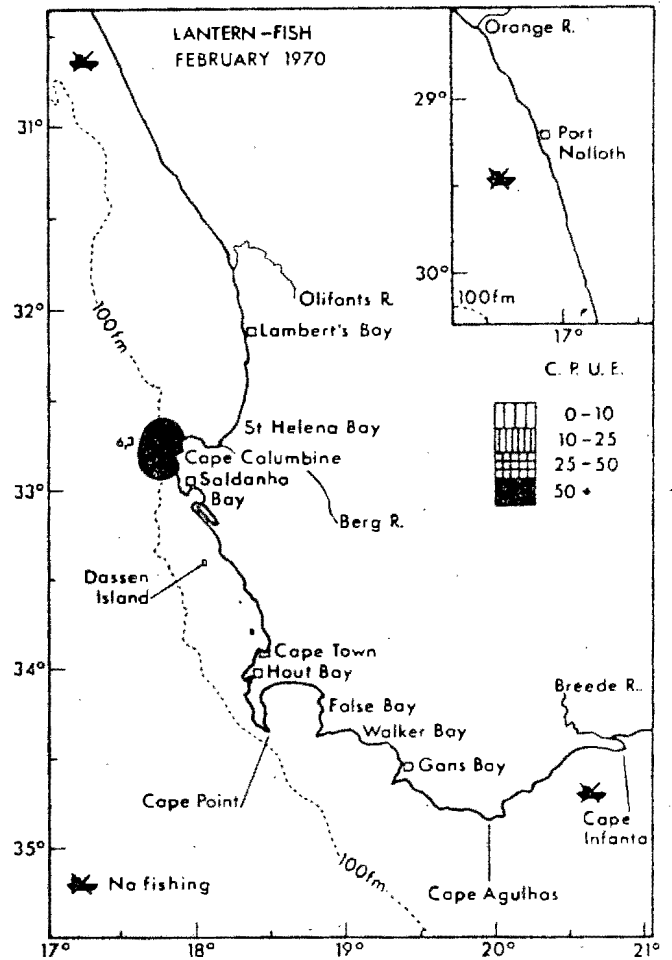 LANTERN-FISH
FEBRUARY 1970
Orange R.
29°
Port
Nolloth
30°
100fm
17°
31°
100fm
Olifants R.
32°
Lambert's Bay
C. P. U. E.
0-10
10-25
25-50
50 +
St Helena Bay
Cape Columbine
Saldanha
Bay
33°
Berg R.
Dassen
Island
Cape Town
Hout Bay
34°
False Bay
Walker Bay
Breede R.
Gans Bay
Cape Point
Cape
Infanta
35°
100fm
No fishing
Cape Agulhas
17°
18°
19°
20°
21°